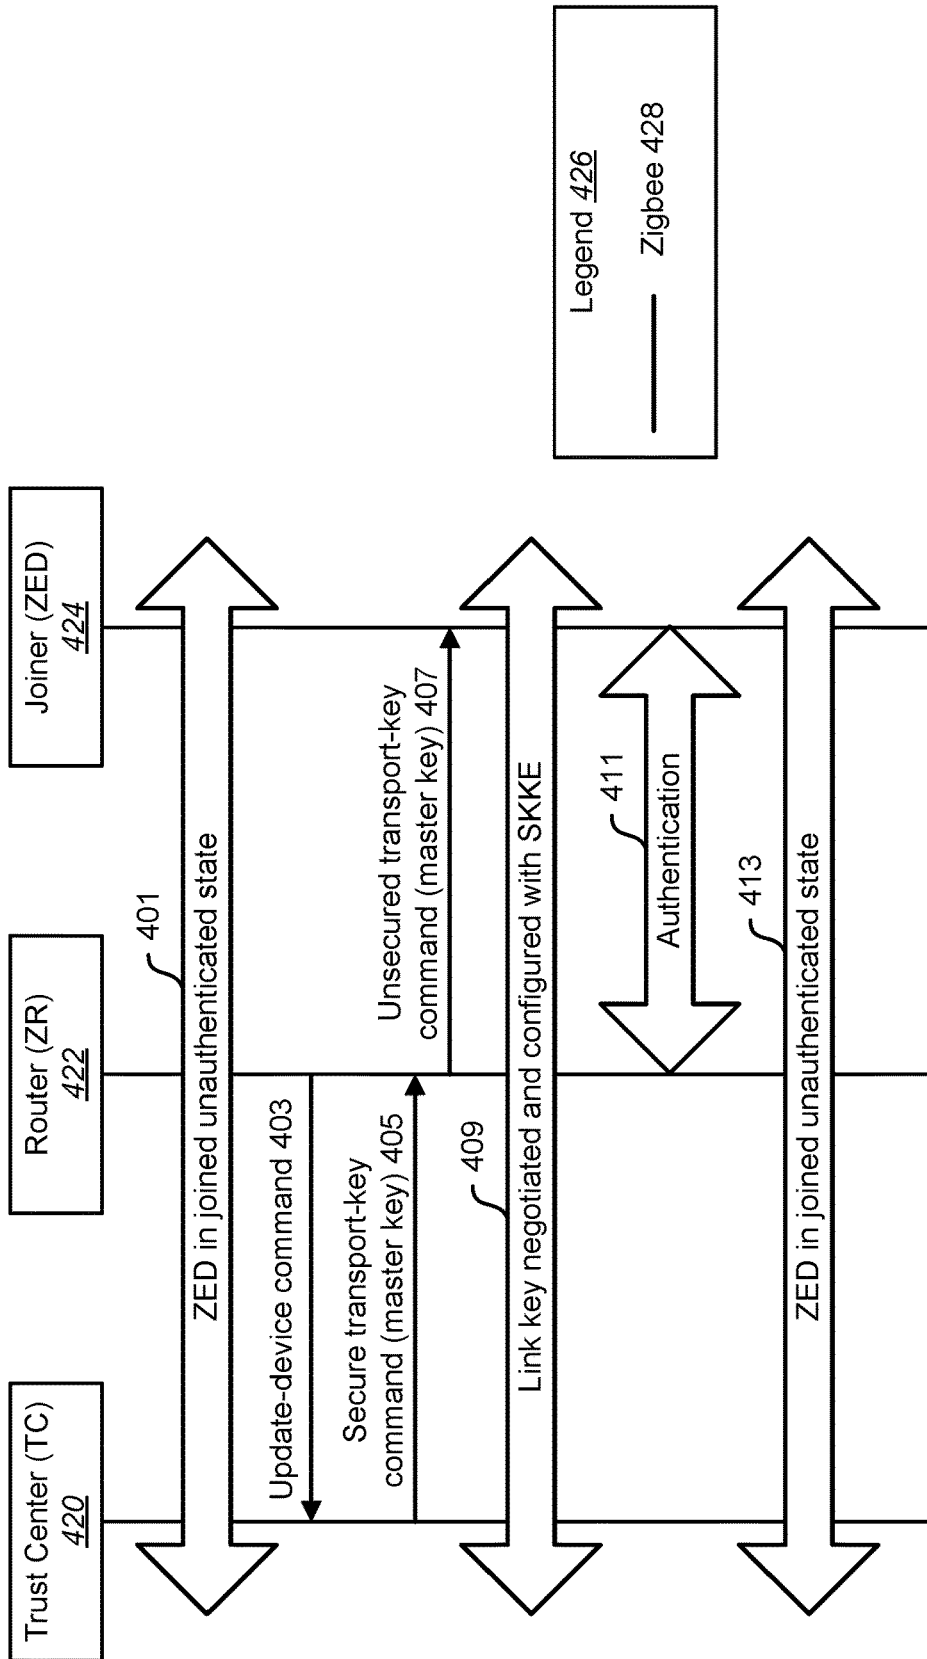 Trust Center (TC)
420
Router (ZR)
422
Joiner (ZED)
424
401
ZED in joined unauthenticated state
Update-device command 403
Secure transport-key
command (master key) 405
Unsecured transport-key
command (master key) 407
409
Link key negotiated and configured with SKKE
411
Authentication
413
ZED in joined unauthenticated state
Legend 426
Zigbee 428